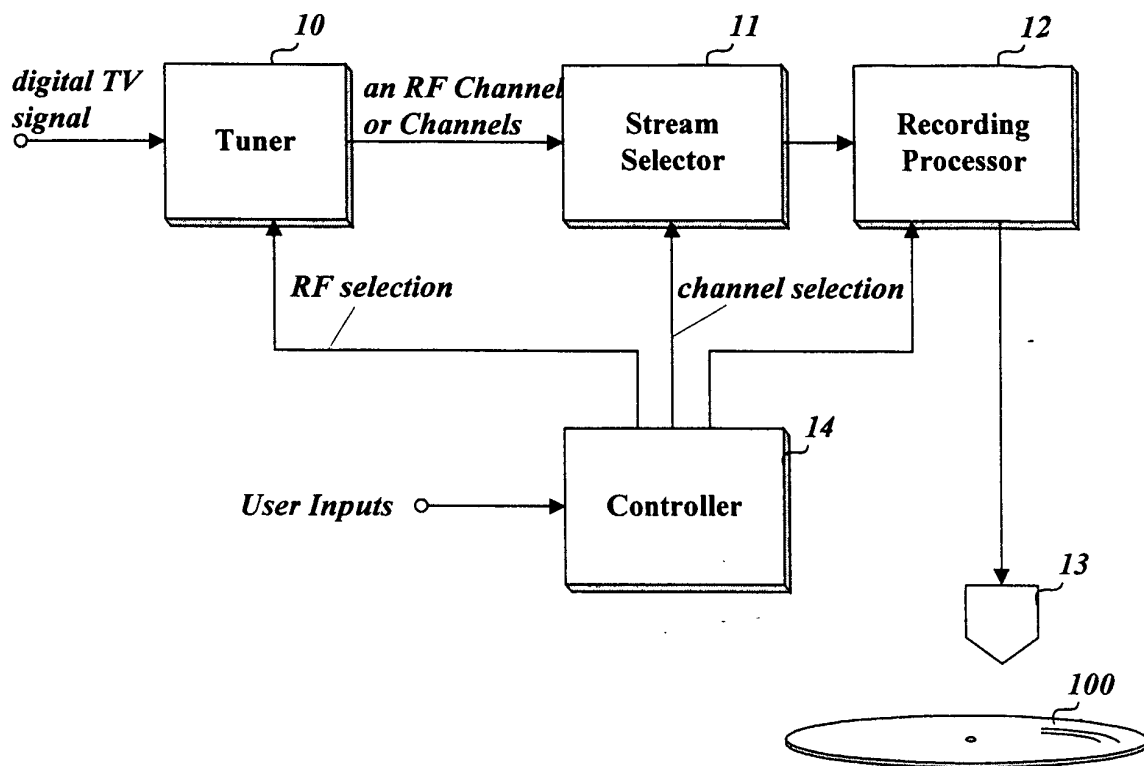 10
11
12
digital TV
signal
Tuner
an RF Channel
or Channels
Stream
Selector
Recording
Processor
RF selection
channel selection
14
User Inputs
Controller
13
100